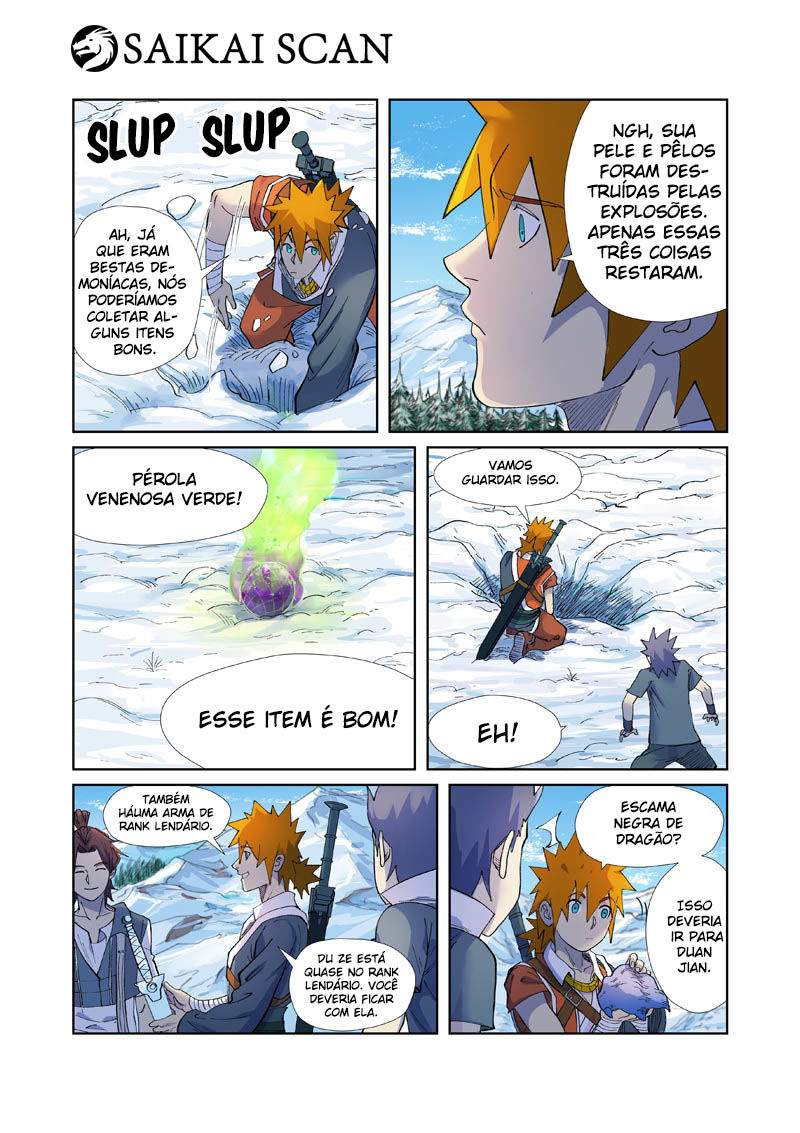 SAIKAI SCAN
SLUP SLUP
AH, JÁ
QUE ERAM
BESTAS DE-
MONÍACAS, NÓS
PODERÍAMOS
COLETAR AL-
GUNS ITENS
BONS.
NGH, SUA
PELE E PÊLOS
FORAM DES-
TRUÍDAS PELAS
EXPLOSÕES.
APENAS ESSAS
TRÊS COISAS
RESTARAM.
PÉROLA
VENENOSA VERDE!
ESSE ITEM É BOM!
VAMOS
GUARDAR ISSO.
EH!
TAMBÉM
HÁUMA ARMA DE
RANK LENDÁRIO.
DU ZE ESTÁ
QUASE NO RANK
LENDÁRIO. VOCÊ
DEVERIA FICAR
COM ELA.
ESCAMA
NEGRA DE
DRAGÃO?
ISSO
DEVERIA
IR PARA
DUAN
JIAN.